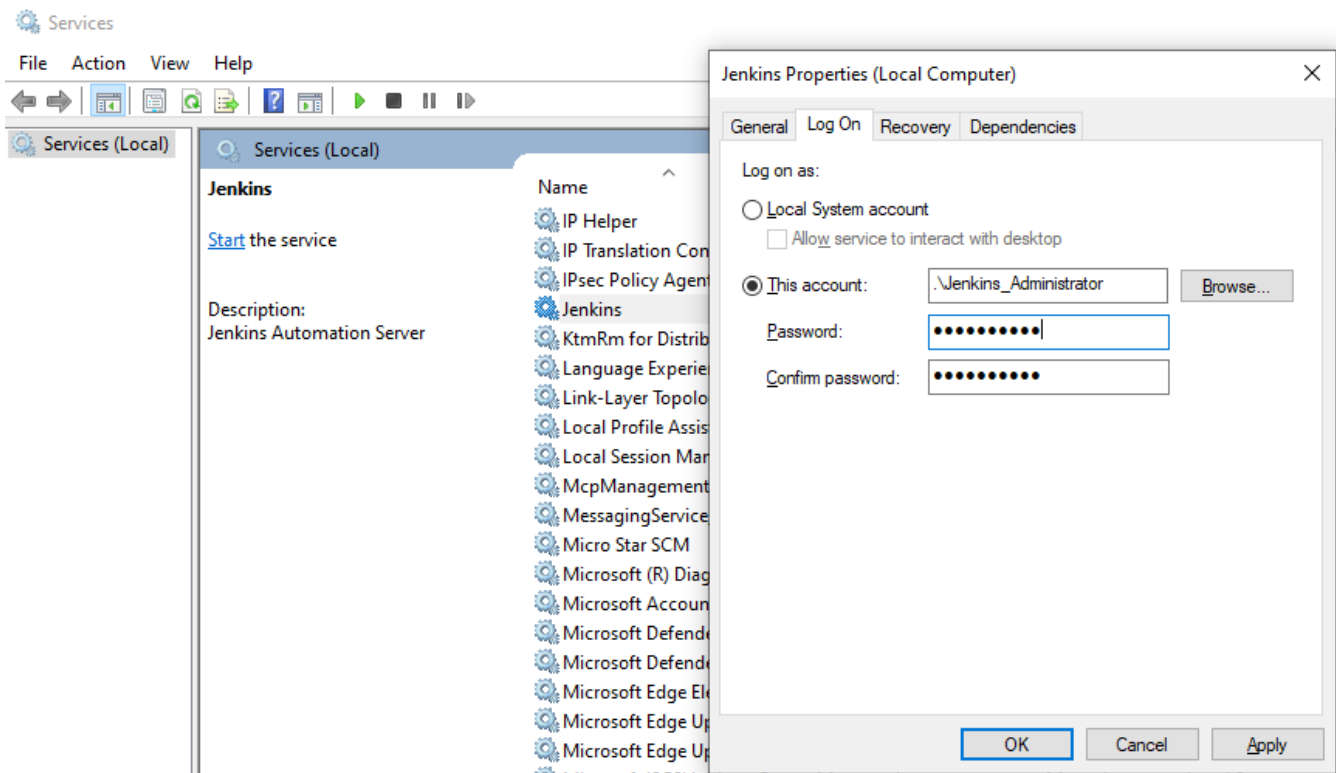 Services
File Action View Help
Services (Local)
Services (Local)
Jenkins
Start the service
Description:
Jenkins Automation Server
Name
IP Helper
IP Translation Con
IPsec Policy Agent
Jenkins
KtmRm for Distrib
Language Experie
Link-Layer Topolo
Local Profile Assis
Local Session Mar
McpManagement
MessagingService
Micro Star SCM
Microsoft (R) Diag
Microsoft Accoun
Microsoft Defende
Microsoft Defende
Microsoft Edge Ele
Microsoft Edge Up
Microsoft Edge Up
Jenkins Properties (Local Computer)
General Log On Recovery Dependencies
Log on as:
Local System account
Allow service to interact with desktop
This account: .\Jenkins_Administrator Browse...
Password: ●●●●●●●●●●
Confirm password: ●●●●●●●●●●
OK Cancel Apply